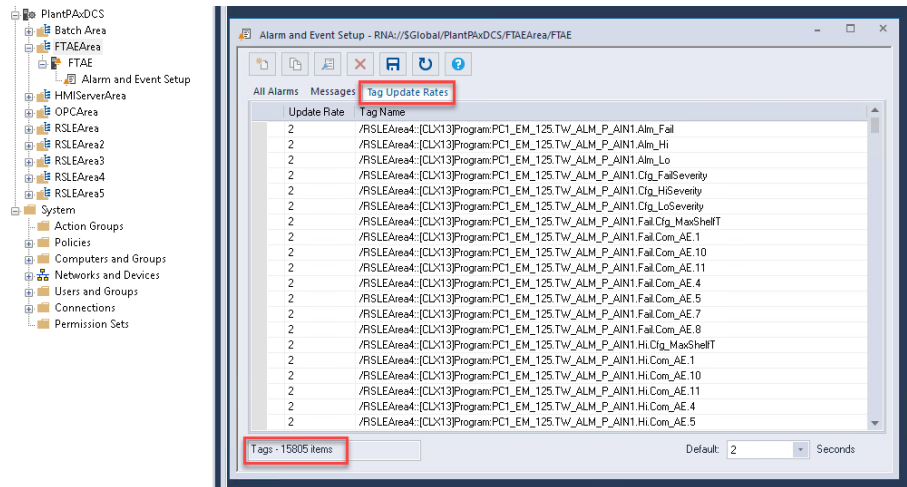 PlantPAxDCS
Batch Area
FTAEArea
FTAE
Alarm and Event Setup
HMIServerArea
OPCArea
RSLEArea
RSLEArea2
RSLEArea3
RSLEArea4
RSLEArea5
System
Action Groups
Policies
Computers and Groups
Networks and Devices
Users and Groups
Connections
Permission Sets
Alarm and Event Setup - RNA://$Global/PlantPAxDCS/FTAEArea/FTAE
All Alarms Messages Tag Update Rates
Update Rate Tag Name
2 /RSLEArea4::[CLX13]Program:PC1_EM_125.TW_ALM_P_AIN1.Alm_Fail
2 /RSLEArea4::[CLX13]Program:PC1_EM_125.TW_ALM_P_AIN1.Alm_Hi
2 /RSLEArea4::[CLX13]Program:PC1_EM_125.TW_ALM_P_AIN1.Alm_Lo
2 /RSLEArea4::[CLX13]Program:PC1_EM_125.TW_ALM_P_AIN1.Cfg_FailSeverity
2 /RSLEArea4::[CLX13]Program:PC1_EM_125.TW_ALM_P_AIN1.Cfg_HiSeverity
2 /RSLEArea4::[CLX13]Program:PC1_EM_125.TW_ALM_P_AIN1.Cfg_LoSeverity
2 /RSLEArea4::[CLX13]Program:PC1_EM_125.TW_ALM_P_AIN1.Fail.Cfg_MaxShelfT
2 /RSLEArea4::[CLX13]Program:PC1_EM_125.TW_ALM_P_AIN1.Fail.Com_AE.1
2 /RSLEArea4::[CLX13]Program:PC1_EM_125.TW_ALM_P_AIN1.Fail.Com_AE.10
2 /RSLEArea4::[CLX13]Program:PC1_EM_125.TW_ALM_P_AIN1.Fail.Com_AE.11
2 /RSLEArea4::[CLX13]Program:PC1_EM_125.TW_ALM_P_AIN1.Fail.Com_AE.4
2 /RSLEArea4::[CLX13]Program:PC1_EM_125.TW_ALM_P_AIN1.Fail.Com_AE.5
2 /RSLEArea4::[CLX13]Program:PC1_EM_125.TW_ALM_P_AIN1.Fail.Com_AE.7
2 /RSLEArea4::[CLX13]Program:PC1_EM_125.TW_ALM_P_AIN1.Fail.Com_AE.8
2 /RSLEArea4::[CLX13]Program:PC1_EM_125.TW_ALM_P_AIN1.Hi.Cfg_MaxShelfT
2 /RSLEArea4::[CLX13]Program:PC1_EM_125.TW_ALM_P_AIN1.Hi.Com_AE.1
2 /RSLEArea4::[CLX13]Program:PC1_EM_125.TW_ALM_P_AIN1.Hi.Com_AE.10
2 /RSLEArea4::[CLX13]Program:PC1_EM_125.TW_ALM_P_AIN1.Hi.Com_AE.11
2 /RSLEArea4::[CLX13]Program:PC1_EM_125.TW_ALM_P_AIN1.Hi.Com_AE.4
2 /RSLEArea4::[CLX13]Program:PC1_EM_125.TW_ALM_P_AIN1.Hi.Com_AE.5
Tags - 15805 items Default: 2 Seconds